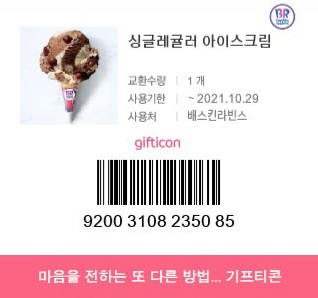 BR
싱글레귤러 아이스크림
교환수량 | 1 개
사용기한 | ~ 2021.10.29
사용처 | 배스킨라빈스
gifticon
9200 3108 2350 85
마음을 전하는 또 다른 방법... 기프티콘